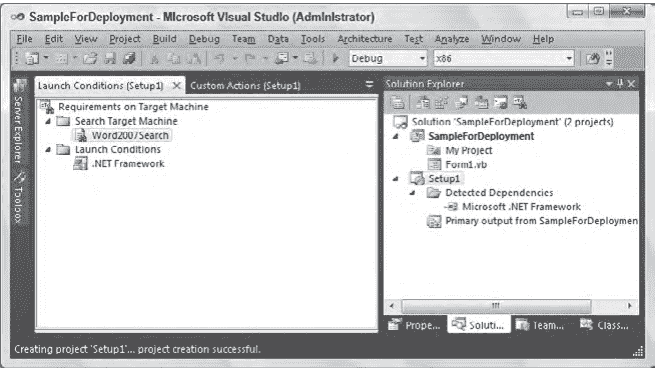 SampleForDeployment - Microsoft Visual Studio (Administrator)
File Edit View Project Build Debug Team Data Tools Architecture Test Analyze Window Help
Debug x86
Launch Conditions (Setup1) Custom Actions (Setup1)
Requirements on Target Machine
Search Target Machine
Word2007Search
Launch Conditions
.NET Framework
Server Explorer
Toolbox
Solution Explorer
Solution 'SampleForDeployment' (2 projects)
SampleForDeployment
My Project
Form1.vb
Setup1
Detected Dependencies
Microsoft .NET Framework
Primary output from SampleForDeploymen
Prope... Soluti... Team... Class...
Creating project 'Setup1'... project creation successful.